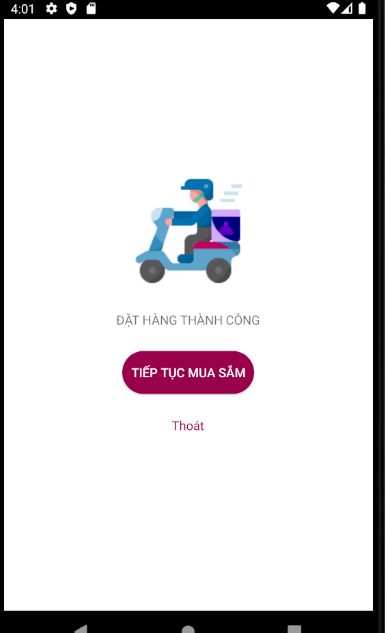 4:01
ĐẶT HÀNG THÀNH CÔNG
TIẾP TỤC MUA SẮM
Thoát